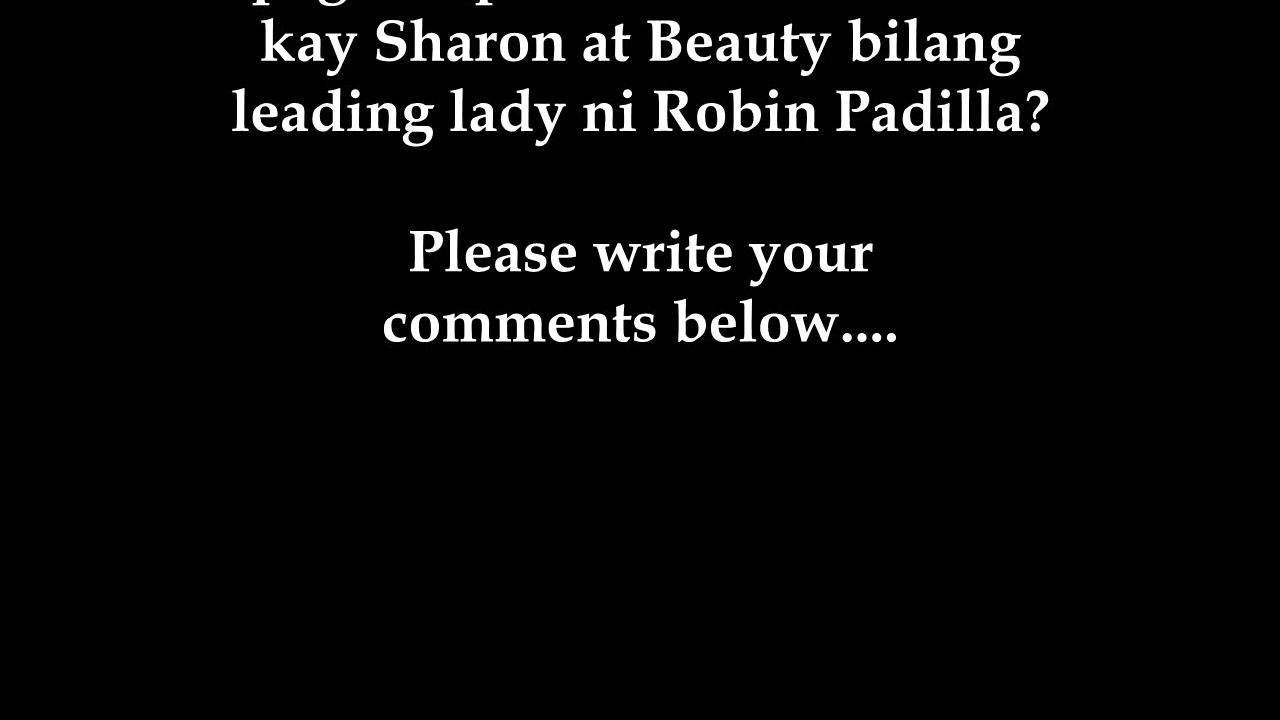 kay Sharon at Beauty bilang
leading lady ni Robin Padilla?
Please write your
comments below....